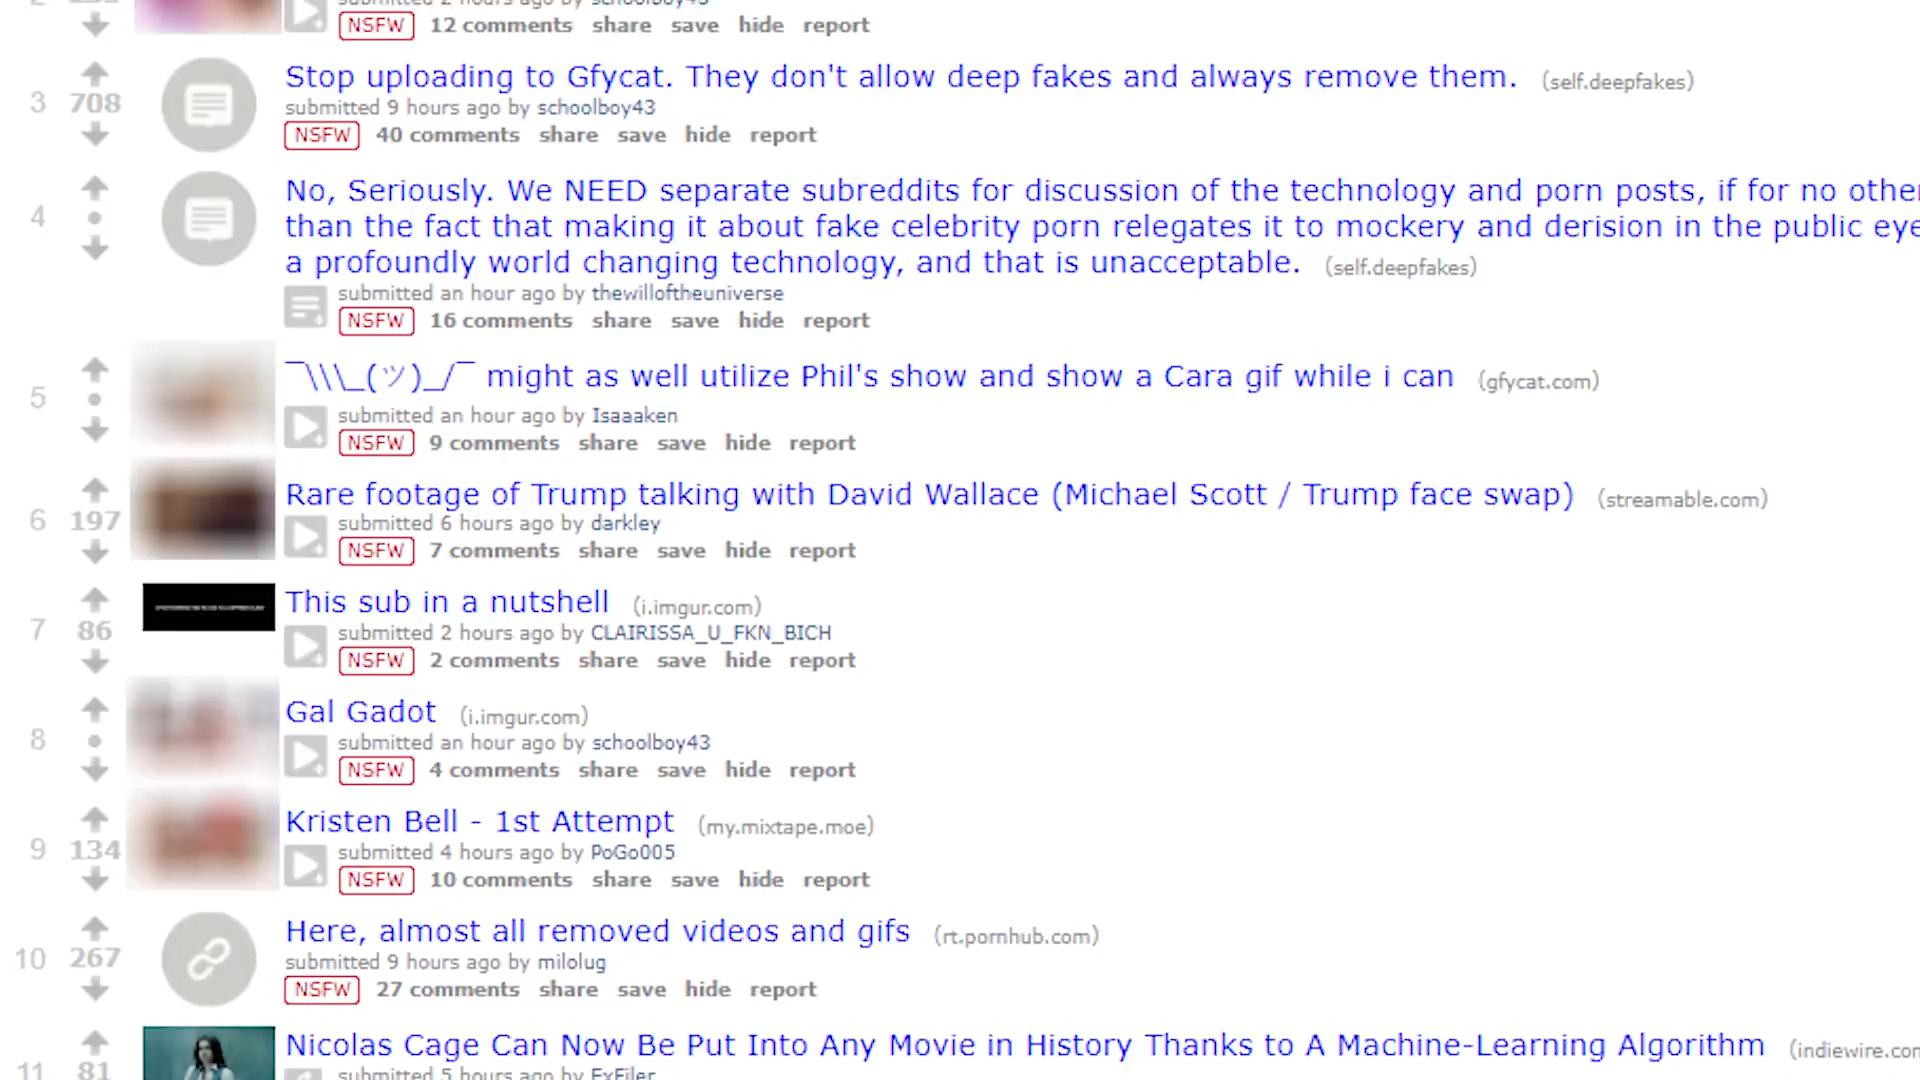 NSFW 12 comments share save hide report
3 708 Stop uploading to Gfycat. They don't allow deep fakes and always remove them. (self.deepfakes)
submitted 9 hours ago by schoolboy43
NSFW 40 comments share save hide report
4 No, Seriously. We NEED separate subreddits for discussion of the technology and porn posts, if for no other
than the fact that making it about fake celebrity porn relegates it to mockery and derision in the public eye
a profoundly world changing technology, and that is unacceptable. (self.deepfakes)
submitted an hour ago by thewilloftheuniverse
NSFW 16 comments share save hide report
5 ¯\\\_(ツ)_/¯ might as well utilize Phil's show and show a Cara gif while i can (gfycat.com)
submitted an hour ago by Isaaaken
NSFW 9 comments share save hide report
6 197 Rare footage of Trump talking with David Wallace (Michael Scott / Trump face swap) (streamable.com)
submitted 6 hours ago by darkley
NSFW 7 comments share save hide report
7 86 This sub in a nutshell (i.imgur.com)
submitted 2 hours ago by CLAIRISSA_U_FKN_BICH
NSFW 2 comments share save hide report
8 Gal Gadot (i.imgur.com)
submitted an hour ago by schoolboy43
NSFW 4 comments share save hide report
9 134 Kristen Bell - 1st Attempt (my.mixtape.moe)
submitted 4 hours ago by PoGo005
NSFW 10 comments share save hide report
10 267 Here, almost all removed videos and gifs (rt.pornhub.com)
submitted 9 hours ago by milolug
NSFW 27 comments share save hide report
11 81 Nicolas Cage Can Now Be Put Into Any Movie in History Thanks to A Machine-Learning Algorithm (indiewire.com
submitted 5 hours ago by ExFiler